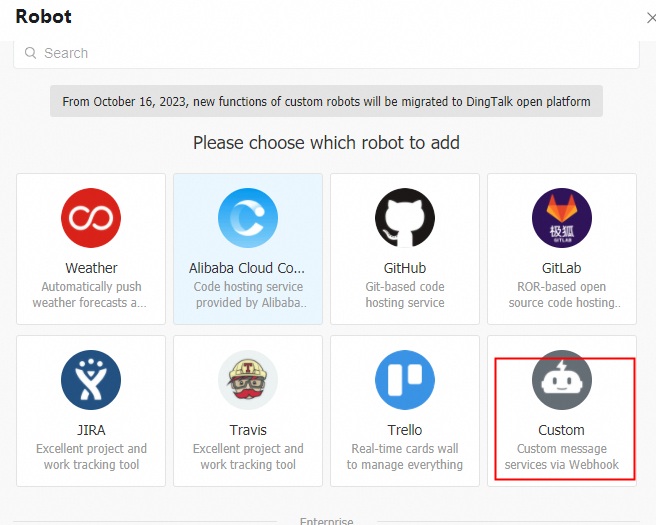 Robot
Search
From October 16, 2023, new functions of custom robots will be migrated to DingTalk open platform
Please choose which robot to add
Weather
Automatically push
weather forecasts a...
Alibaba Cloud Co...
Code hosting service
provided by Alibaba..
GitHub
Git-based code
hosting service
极狐
GITLAB
GitLab
ROR-based open
source code hosting..
JIRA
Excellent project and
work tracking tool
T
Travis
Excellent project and
work tracking tool
Trello
Real-time cards wall
to manage everything
Custom
Custom message
services via Webhook
Enterprise